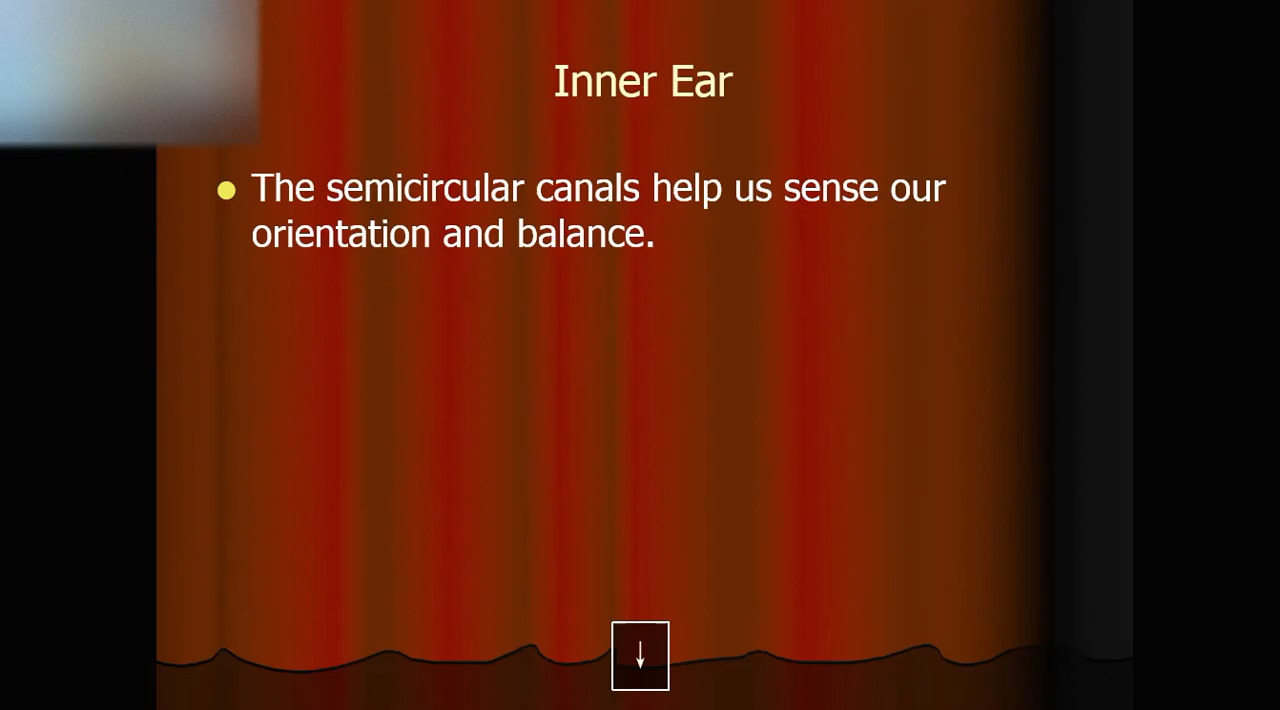 Inner Ear
The semicircular canals help us sense our
orientation and balance.